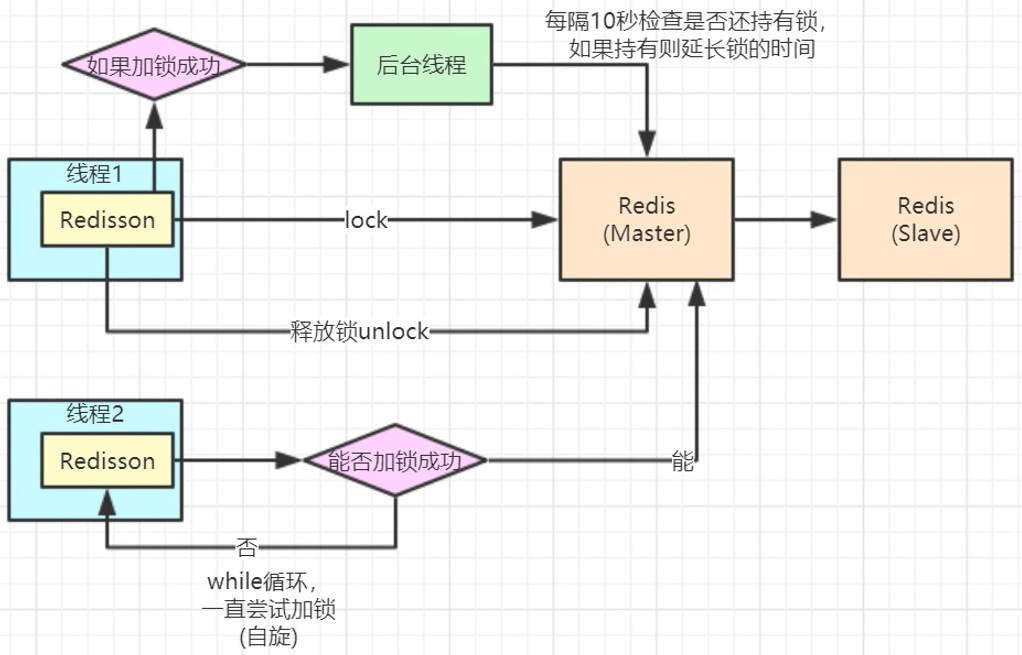 每隔10秒检查是否还持有锁,
如果持有则延长锁的时间
如果加锁成功
后台线程
线程1
Redisson
lock
Redis
(Master)
Redis
(Slave)
释放锁unlock
线程2
Redisson
能否加锁成功
能
否
while循环,
一直尝试加锁
(自旋)